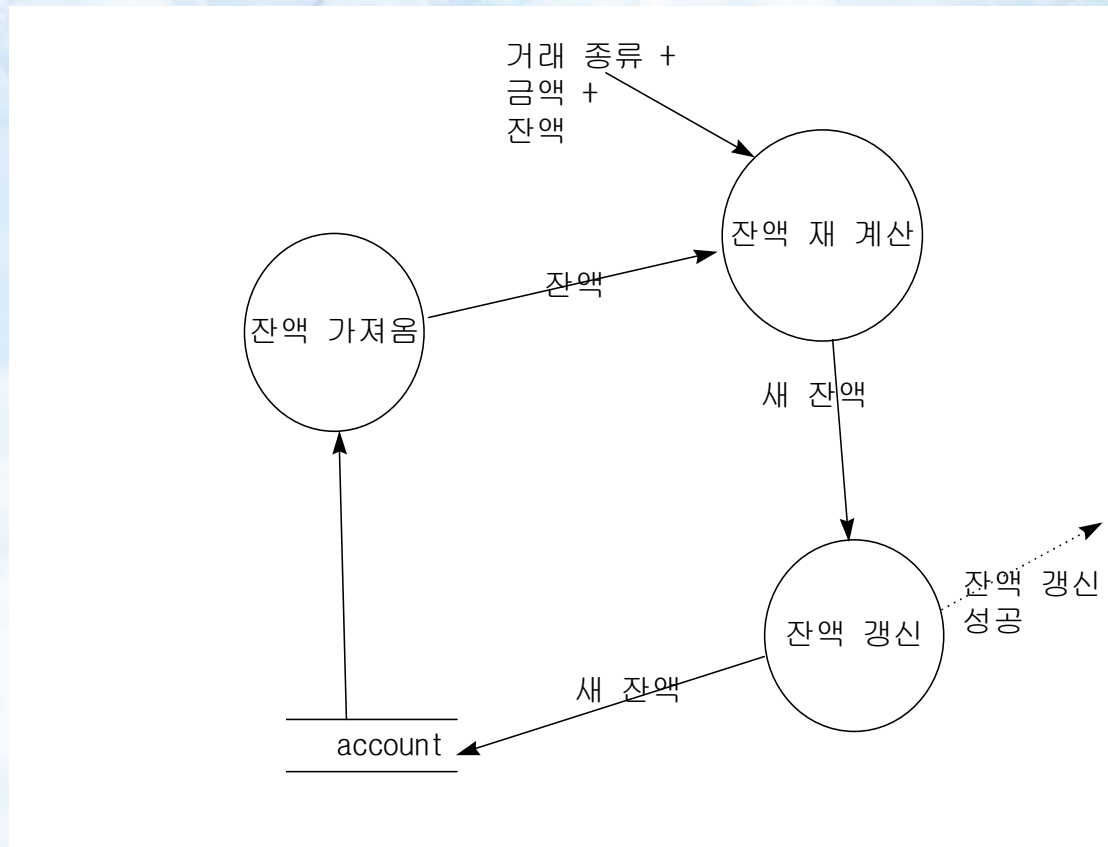 거래 종류 +
금액 +
잔액
잔액 재 계산
잔액
잔액 가져옴
새 잔액
잔액 갱신
성공
잔액 갱신
새 잔액
account